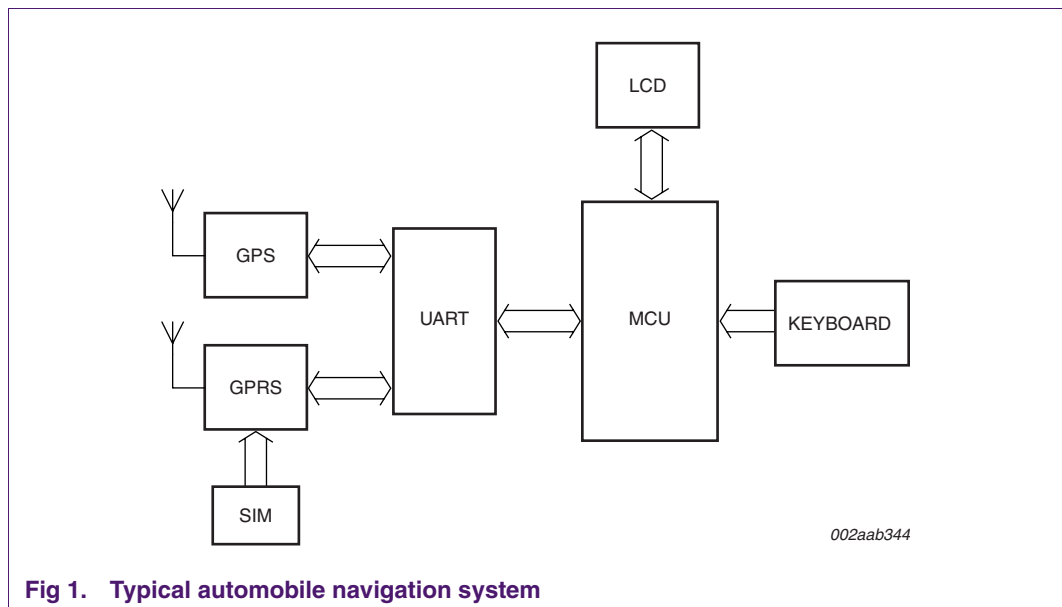 LCD
GPS
UART
MCU
KEYBOARD
GPRS
SIM
002aab344
Fig 1. Typical automobile navigation system